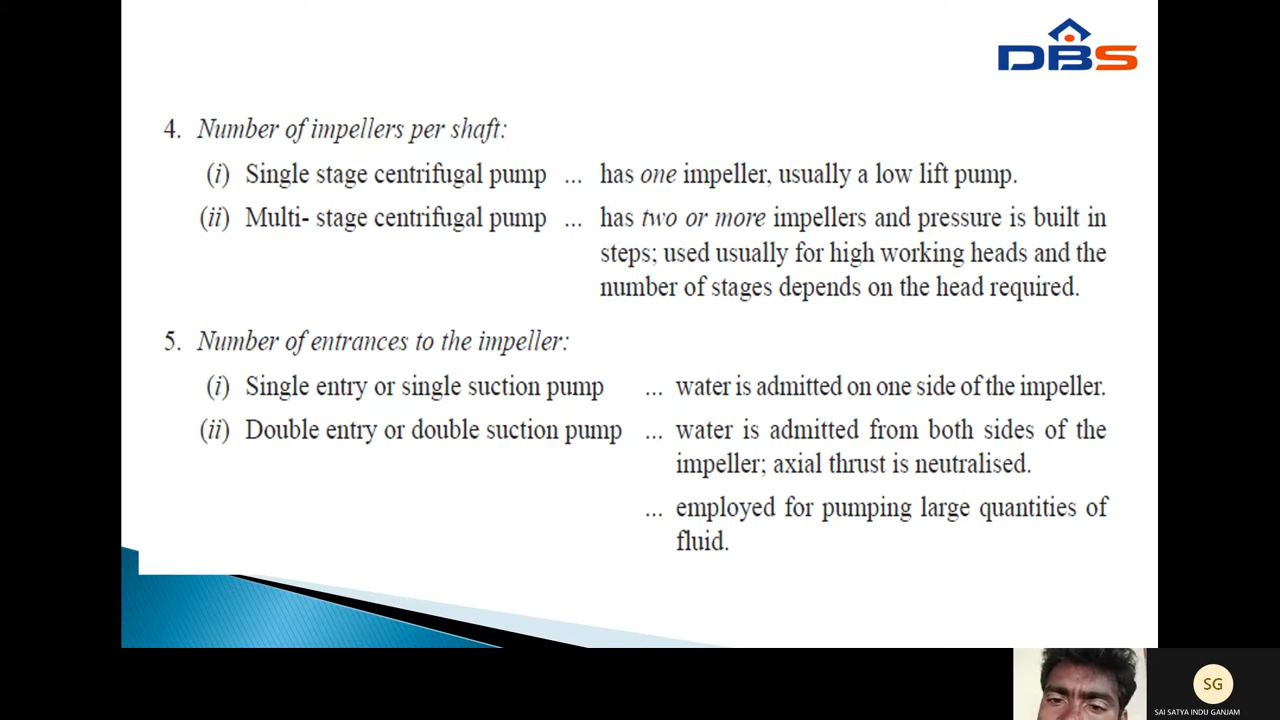 DBS
4. Number of impellers per shaft:
(i) Single stage centrifugal pump ... has one impeller, usually a low lift pump.
(ii) Multi- stage centrifugal pump ... has two or more impellers and pressure is built in
steps; used usually for high working heads and the
number of stages depends on the head required.
5. Number of entrances to the impeller:
(i) Single entry or single suction pump ... water is admitted on one side of the impeller.
(ii) Double entry or double suction pump ... water is admitted from both sides of the
impeller; axial thrust is neutralised.
... employed for pumping large quantities of
fluid.
SG
SAI SATYA INDU GANJAM